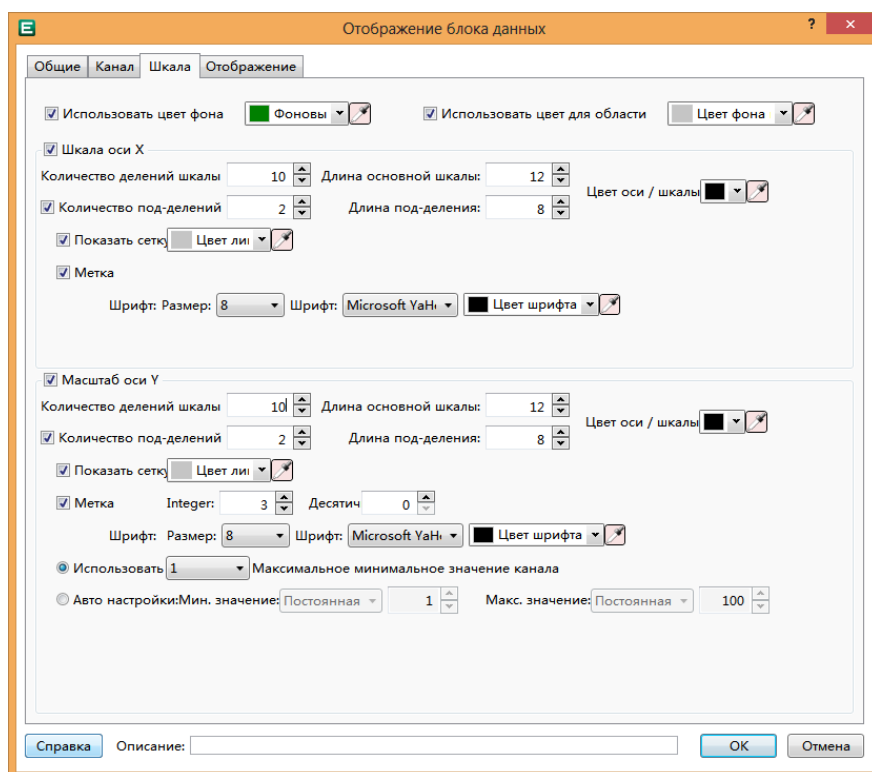 E Отображение блока данных ? ×
Общие Канал Шкала Отображение
Использовать цвет фона Фоновы Использовать цвет для области Цвет фона
Шкала оси X
Количество делений шкалы 10 Длина основной шкалы: 12
Цвет оси / шкалы
Количество под-делений 2 Длина под-деления: 8
Показать сетку Цвет ли
Метка
Шрифт: Размер: 8 Шрифт: Microsoft YaH Цвет шрифта
Масштаб оси Y
Количество делений шкалы 10 Длина основной шкалы: 12
Цвет оси / шкалы
Количество под-делений 2 Длина под-деления: 8
Показать сетку Цвет ли
Метка Integer: 3 Десятич 0
Шрифт: Размер: 8 Шрифт: Microsoft YaH Цвет шрифта
Использовать 1 Максимальное минимальное значение канала
Авто настройки:Мин. значение: Постоянная 1 Макс. значение: Постоянная 100
Справка Описание: OK Отмена